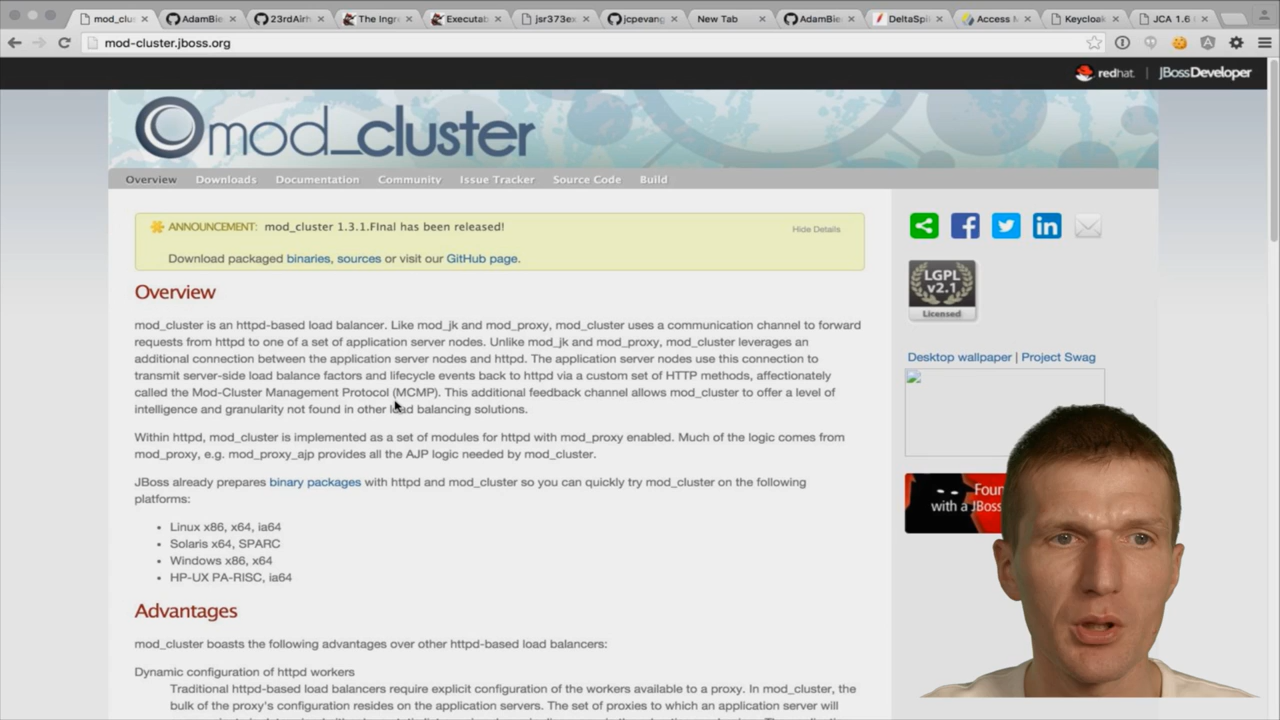 mod_clus
AdamBie
23rdAirh
The Ingre
Executab
jsr373ex
jcpevang
New Tab
AdamBie
DeltaSpil
Access M
Keycloak
JCA 1.6
mod-cluster.jboss.org
redhat. | JBossDeveloper
mod_cluster
Overview Downloads Documentation Community Issue Tracker Source Code Build
ANNOUNCEMENT: mod_cluster 1.3.1.FInal has been released!
Hide Details
Download packaged binaries, sources or visit our GitHub page.
Overview
mod_cluster is an httpd-based load balancer. Like mod_jk and mod_proxy, mod_cluster uses a communication channel to forward
requests from httpd to one of a set of application server nodes. Unlike mod_jk and mod_proxy, mod_cluster leverages an
additional connection between the application server nodes and httpd. The application server nodes use this connection to
transmit server-side load balance factors and lifecycle events back to httpd via a custom set of HTTP methods, affectionately
called the Mod-Cluster Management Protocol (MCMP). This additional feedback channel allows mod_cluster to offer a level of
intelligence and granularity not found in other load balancing solutions.
Within httpd, mod_cluster is implemented as a set of modules for httpd with mod_proxy enabled. Much of the logic comes from
mod_proxy, e.g. mod_proxy_ajp provides all the AJP logic needed by mod_cluster.
JBoss already prepares binary packages with httpd and mod_cluster so you can quickly try mod_cluster on the following
platforms:
• Linux x86, x64, ia64
• Solaris x64, SPARC
• Windows x86, x64
• HP-UX PA-RISC, ia64
Advantages
mod_cluster boasts the following advantages over other httpd-based load balancers:
Dynamic configuration of httpd workers
Traditional httpd-based load balancers require explicit configuration of the workers available to a proxy. In mod_cluster, the
bulk of the proxy's configuration resides on the application servers. The set of proxies to which an application server will
LGPL
v2.1
Licensed
Desktop wallpaper | Project Swag
Foun
with a JBos